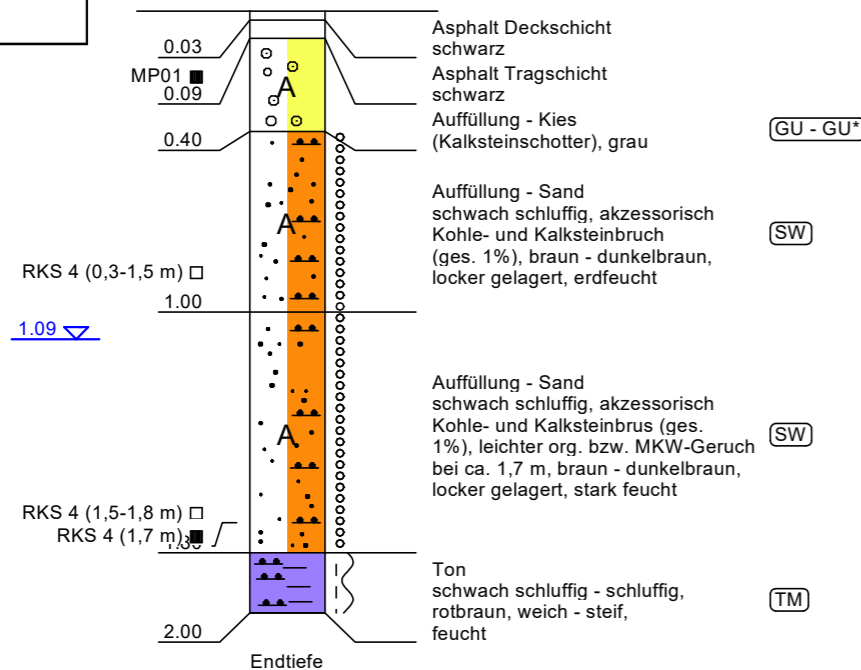 Asphalt Deckschicht
schwarz
0.03
MP01
Asphalt Tragschicht
schwarz
0.09
A
Auffüllung - Kies
(Kalksteinschotter), grau
GU - GU*
0.40
Auffüllung - Sand
schwach schluffig, akzessorisch
Kohle- und Kalksteinbruch
(ges. 1%), braun - dunkelbraun,
locker gelagert, erdfeucht
A
SW
RKS 4 (0,3-1,5 m)
1.00
1.09
Auffüllung - Sand
schwach schluffig, akzessorisch
Kohle- und Kalksteinbrus (ges.
1%), leichter org. bzw. MKW-Geruch
bei ca. 1,7 m, braun - dunkelbraun,
locker gelagert, stark feucht
A
SW
RKS 4 (1,5-1,8 m)
RKS 4 (1,7 m)
Ton
schwach schluffig - schluffig,
rotbraun, weich - steif,
feucht
TM
2.00
Endtiefe